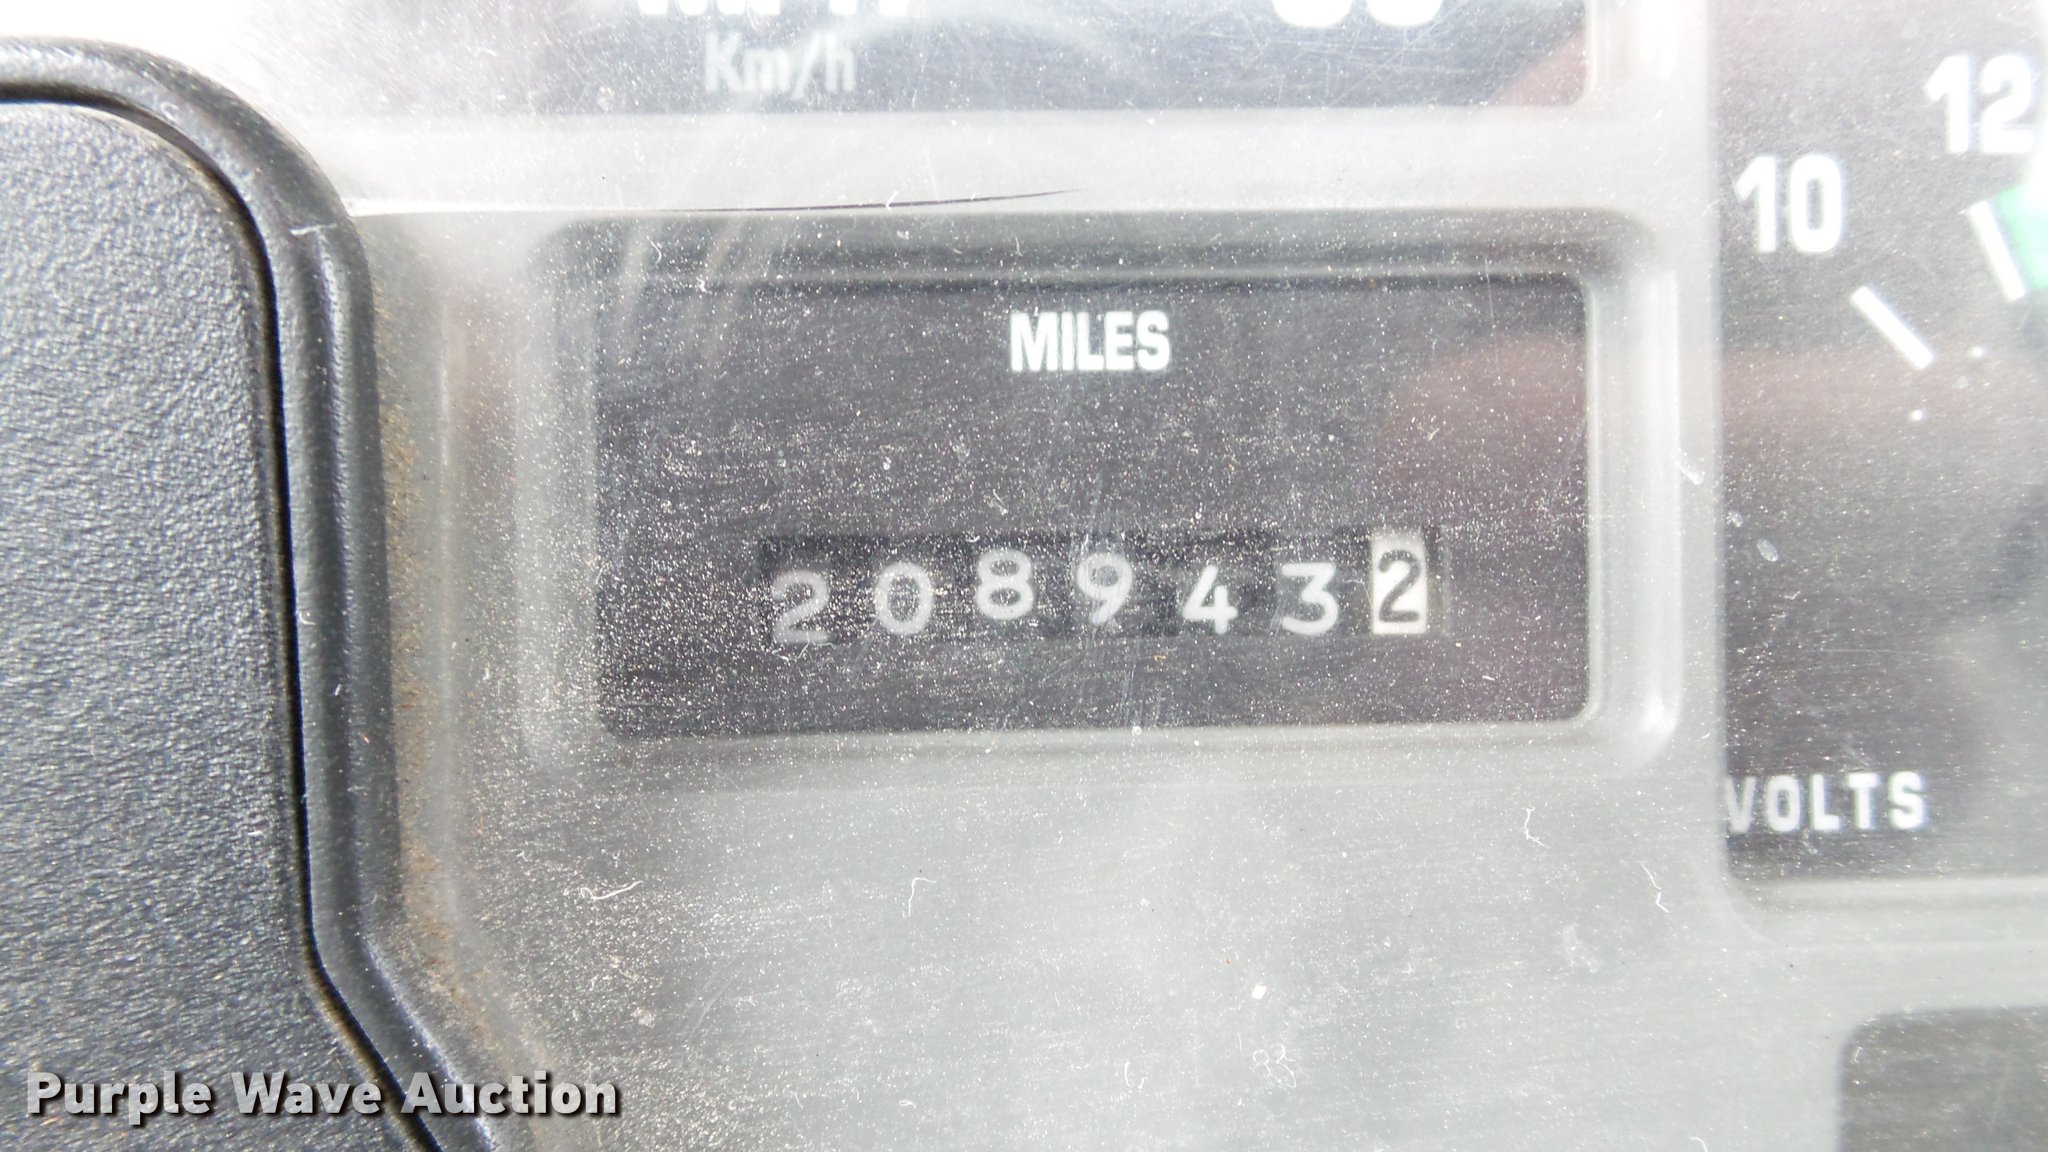 Km/h
12
10
MILES
2089432
VOLTS
Purple Wave Auction